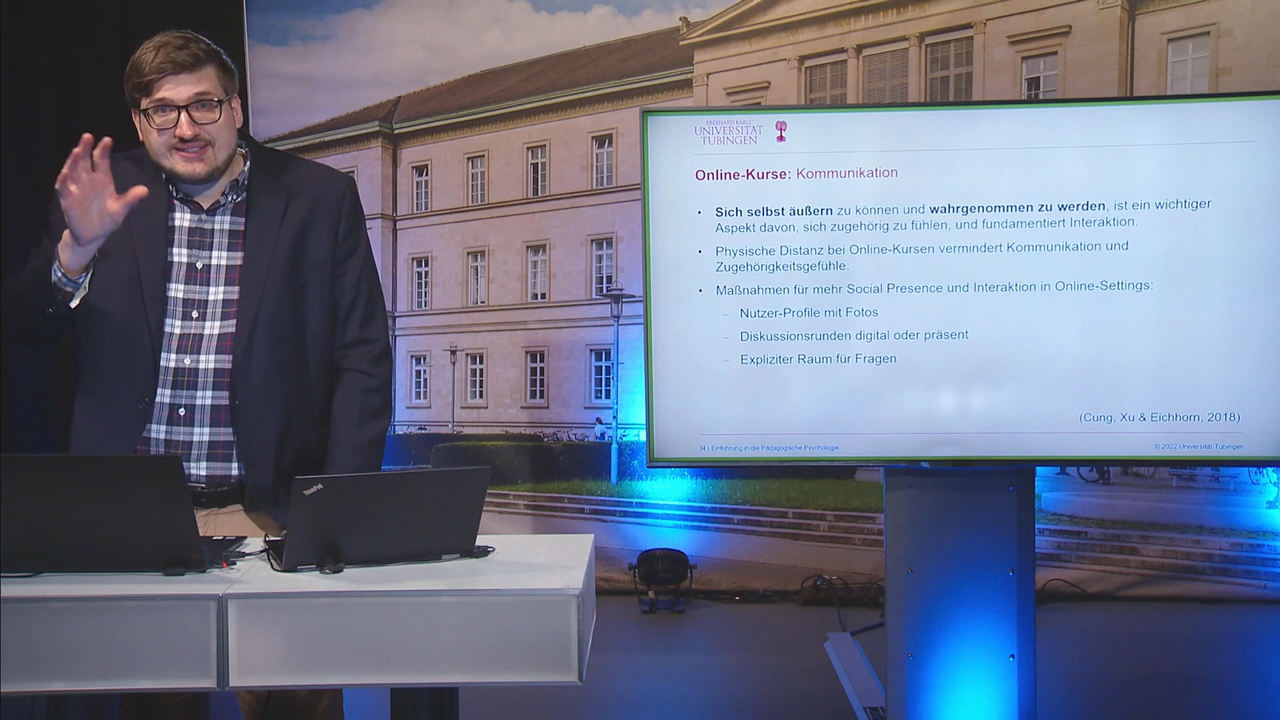 EBERHARD KARLS
UNIVERSITÄT
TÜBINGEN
Online-Kurse: Kommunikation
• Sich selbst äußern zu können und wahrgenommen zu werden, ist ein wichtiger
Aspekt davon, sich zugehörig zu fühlen, und fundamentiert Interaktion.
• Physische Distanz bei Online-Kursen vermindert Kommunikation und
Zugehörigkeitsgefühle.
• Maßnahmen für mehr Social Presence und Interaktion in Online-Settings:
– Nutzer-Profile mit Fotos
– Diskussionsrunden digital oder präsent
– Expliziter Raum für Fragen
(Cung, Xu & Eichhorn, 2018)
34 | Einführung in die Pädagogische Psychologie
© 2022 Universität Tübingen
ThinkPad